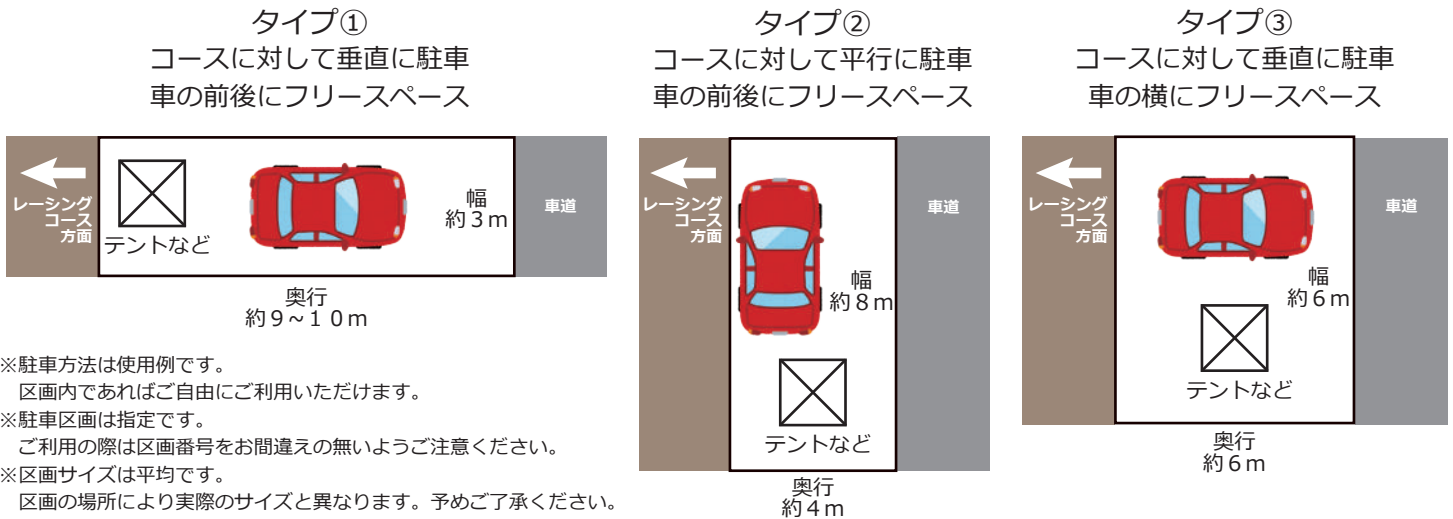 タイプ①
コースに対して垂直に駐車
車の前後にフリースペース
レーシング
コース
方面
テントなど
幅
約３ｍ
車道
奥行
約９～１０ｍ
タイプ②
コースに対して平行に駐車
車の前後にフリースペース
レーシング
コース
方面
幅
約８ｍ
車道
テントなど
奥行
約４ｍ
タイプ③
コースに対して垂直に駐車
車の横にフリースペース
レーシング
コース
方面
幅
約６ｍ
車道
テントなど
奥行
約６ｍ
※駐車方法は使用例です。
区画内であればご自由にご利用いただけます。
※駐車区画は指定です。
ご利用の際は区画番号をお間違えの無いようご注意ください。
※区画サイズは平均です。
区画の場所により実際のサイズと異なります。予めご了承ください。